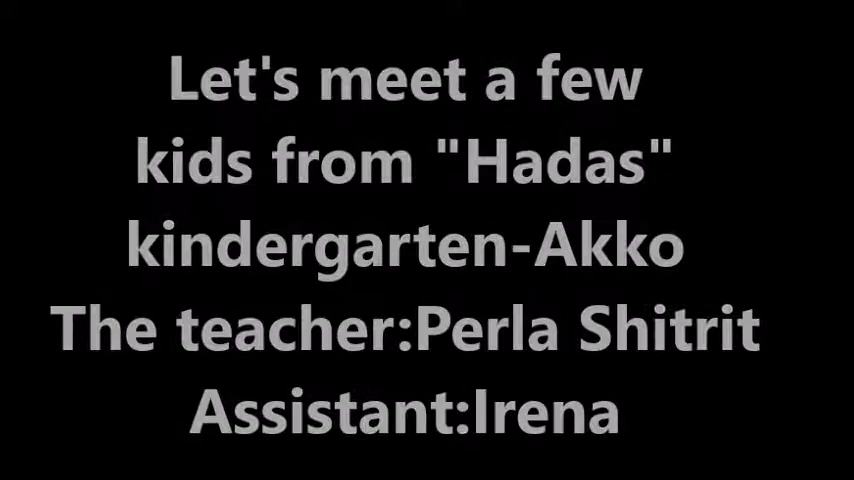 Let's meet a few
kids from "Hadas"
kindergarten-Akko
The teacher:Perla Shitrit
Assistant:Irena